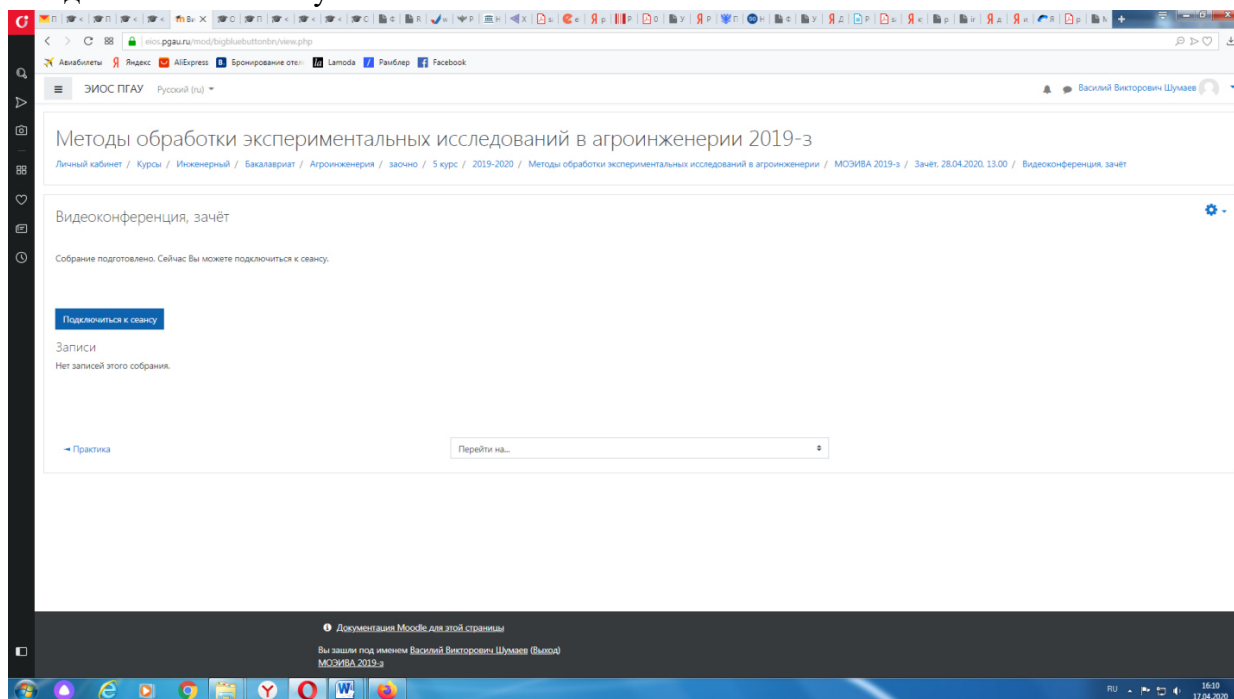 eios.pgau.ru/mod/bigbluebuttonbn/view.php
Авиабилеты Яндекс AliExpress Бронирование отел Lamoda Рамблер Facebook
ЭИОС ПГАУ Русский (ru) Василий Викторович Шумаев
Методы обработки экспериментальных исследований в агроинженерии 2019-з
Личный кабинет / Курсы / Инженерный / Бакалавриат / Агроинженерия / заочно / 5 курс / 2019-2020 / Методы обработки экспериментальных исследований в агроинженерии / МОЭИВА 2019-з / Зачёт, 28.04.2020, 13.00 / Видеоконференция, зачёт
Видеоконференция, зачёт
Собрание подготовлено. Сейчас Вы можете подключиться к сеансу.
Подключиться к сеансу
Записи
Нет записей этого собрания.
Практика Перейти на...
Документация Moodle для этой страницы
Вы зашли под именем Василий Викторович Шумаев (Выход)
МОЭИВА 2019-з
RU 16:10
17.04.2020